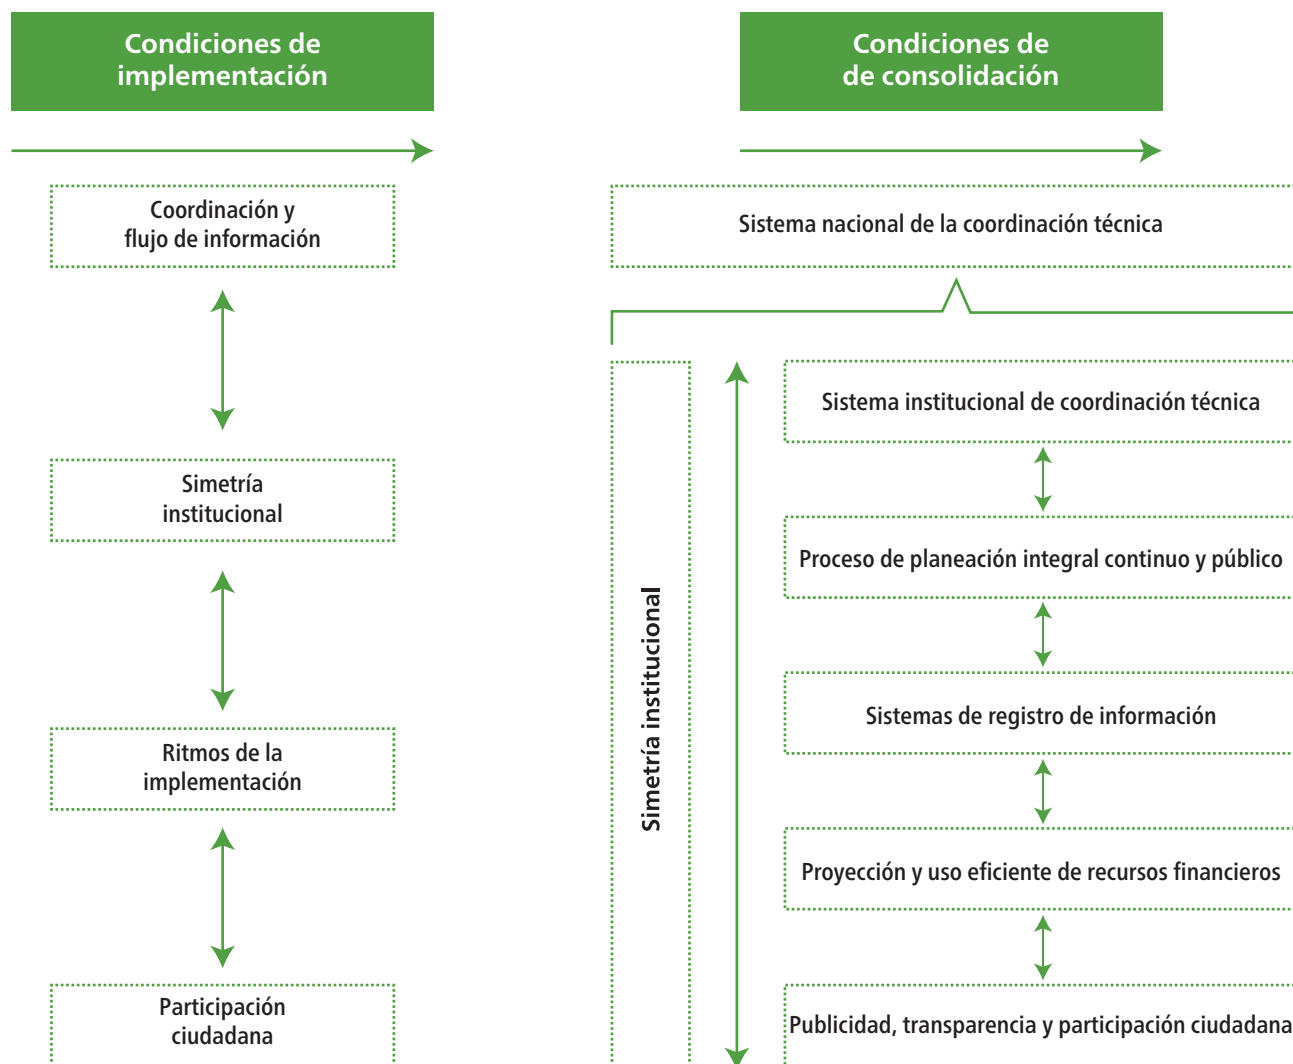 Condiciones de
implementación
Coordinación y
flujo de información
Simetría
institucional
Ritmos de la
implementación
Participación
ciudadana
Condiciones de
de consolidación
Sistema nacional de la coordinación técnica
Simetría institucional
Sistema institucional de coordinación técnica
Proceso de planeación integral continuo y público
Sistemas de registro de información
Proyección y uso eficiente de recursos financieros
Publicidad, transparencia y participación ciudadana